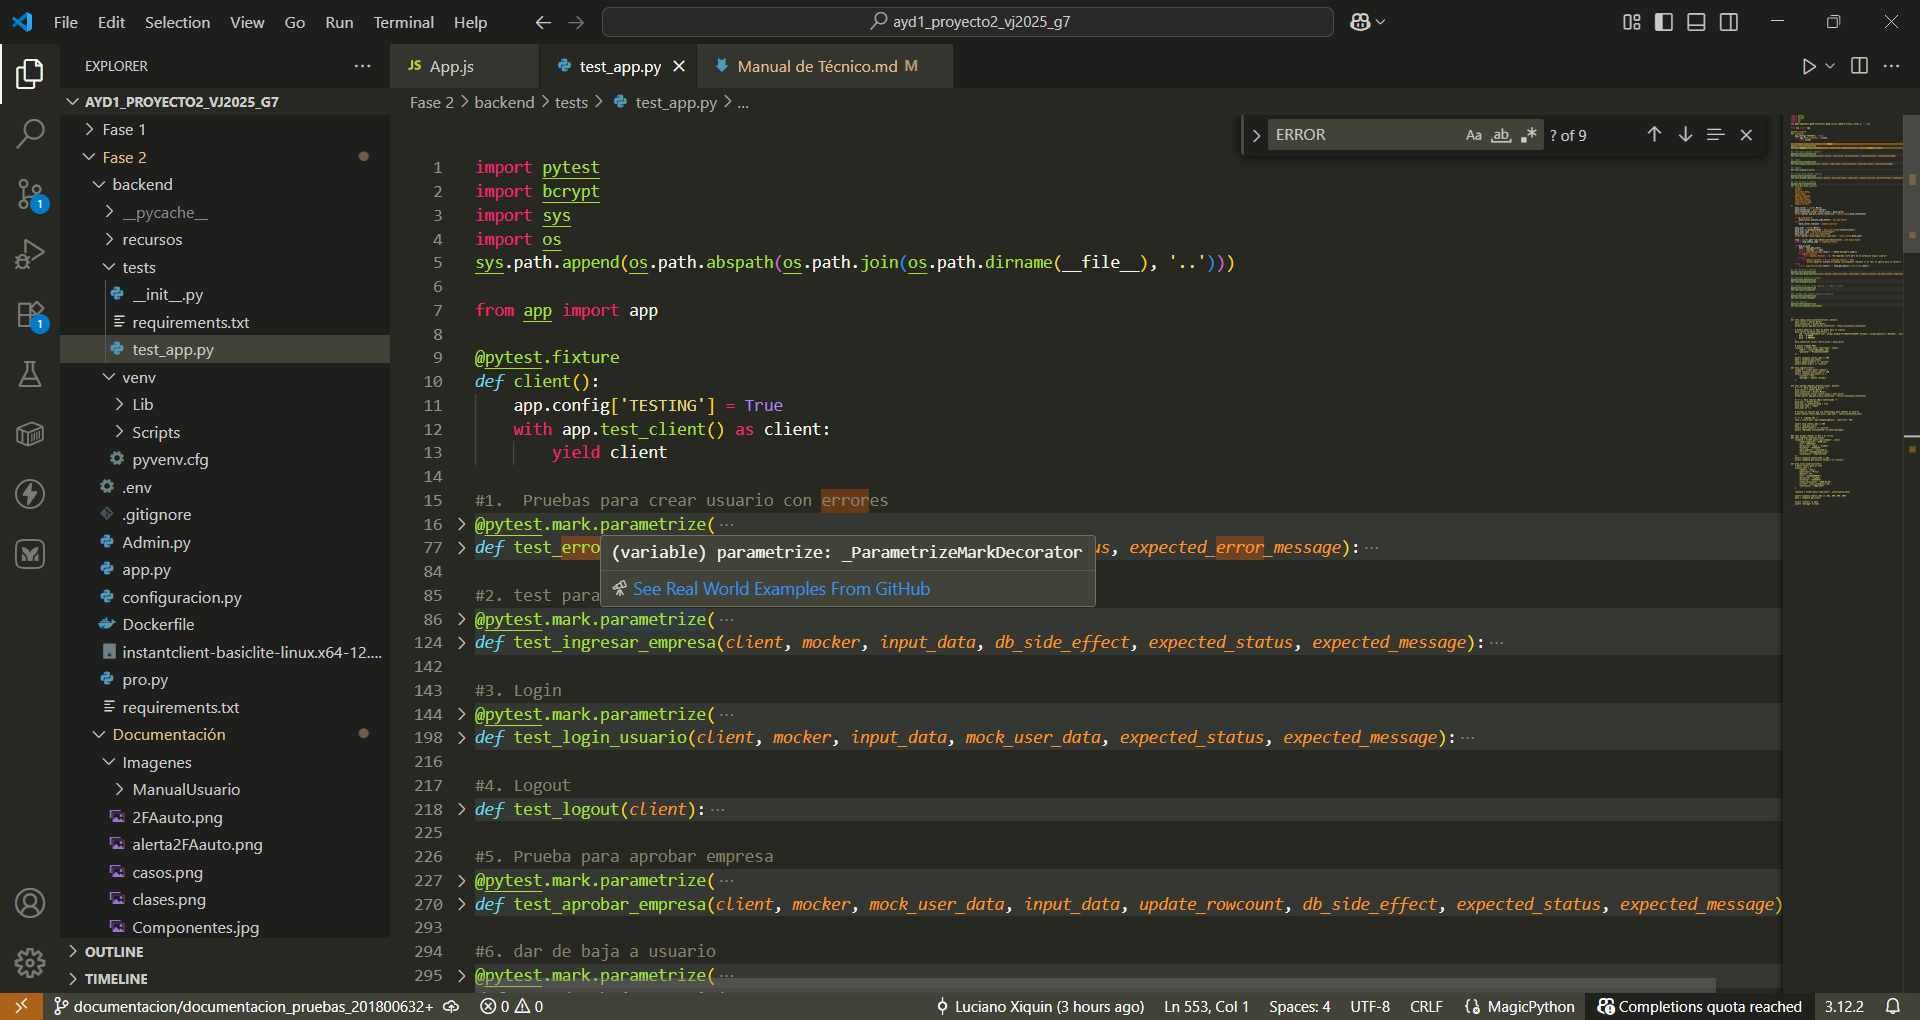 File Edit Selection View Go Run Terminal Help
ayd1_proyecto2_vj2025_g7
EXPLORER
AYD1_PROYECTO2_VJ2025_G7
Fase 1
Fase 2
backend
__pycache__
recursos
tests
__init__.py
requirements.txt
test_app.py
venv
Lib
Scripts
pyvenv.cfg
.env
.gitignore
Admin.py
app.py
configuracion.py
Dockerfile
instantclient-basiclite-linux.x64-12....
pro.py
requirements.txt
Documentación
Imagenes
ManualUsuario
2FAauto.png
alerta2FAauto.png
casos.png
clases.png
Componentes.jpg
OUTLINE
TIMELINE
1
1
JS App.js
test_app.py
Manual de Técnico.md M
Fase 2 > backend > tests > test_app.py > ...
ERROR Aa ab .* ? of 9
1 import pytest
2 import bcrypt
3 import sys
4 import os
5 sys.path.append(os.path.abspath(os.path.join(os.path.dirname(__file__), '..')))
6
7 from app import app
8
9 @pytest.fixture
10 def client():
11 app.config['TESTING'] = True
12 with app.test_client() as client:
13 yield client
14
15 #1.  Pruebas para crear usuario con errores
16 @pytest.mark.parametrize( ...
77 def test_erro us, expected_error_message): ...
(variable) parametrize: _ParametrizeMarkDecorator
See Real World Examples From GitHub
84
85 #2. test para
86 @pytest.mark.parametrize( ...
124 def test_ingresar_empresa(client, mocker, input_data, db_side_effect, expected_status, expected_message): ...
142
143 #3. Login
144 @pytest.mark.parametrize( ...
198 def test_login_usuario(client, mocker, input_data, mock_user_data, expected_status, expected_message): ...
216
217 #4. Logout
218 def test_logout(client): ...
225
226 #5. Prueba para aprobar empresa
227 @pytest.mark.parametrize( ...
270 def test_aprobar_empresa(client, mocker, mock_user_data, input_data, update_rowcount, db_side_effect, expected_status, expected_message)
293
294 #6. dar de baja a usuario
295 @pytest.mark.parametrize( ...
documentacion/documentacion_pruebas_201800632+ 0 0 Luciano Xiquin (3 hours ago) Ln 553, Col 1 Spaces: 4 UTF-8 CRLF MagicPython Completions quota reached 3.12.2